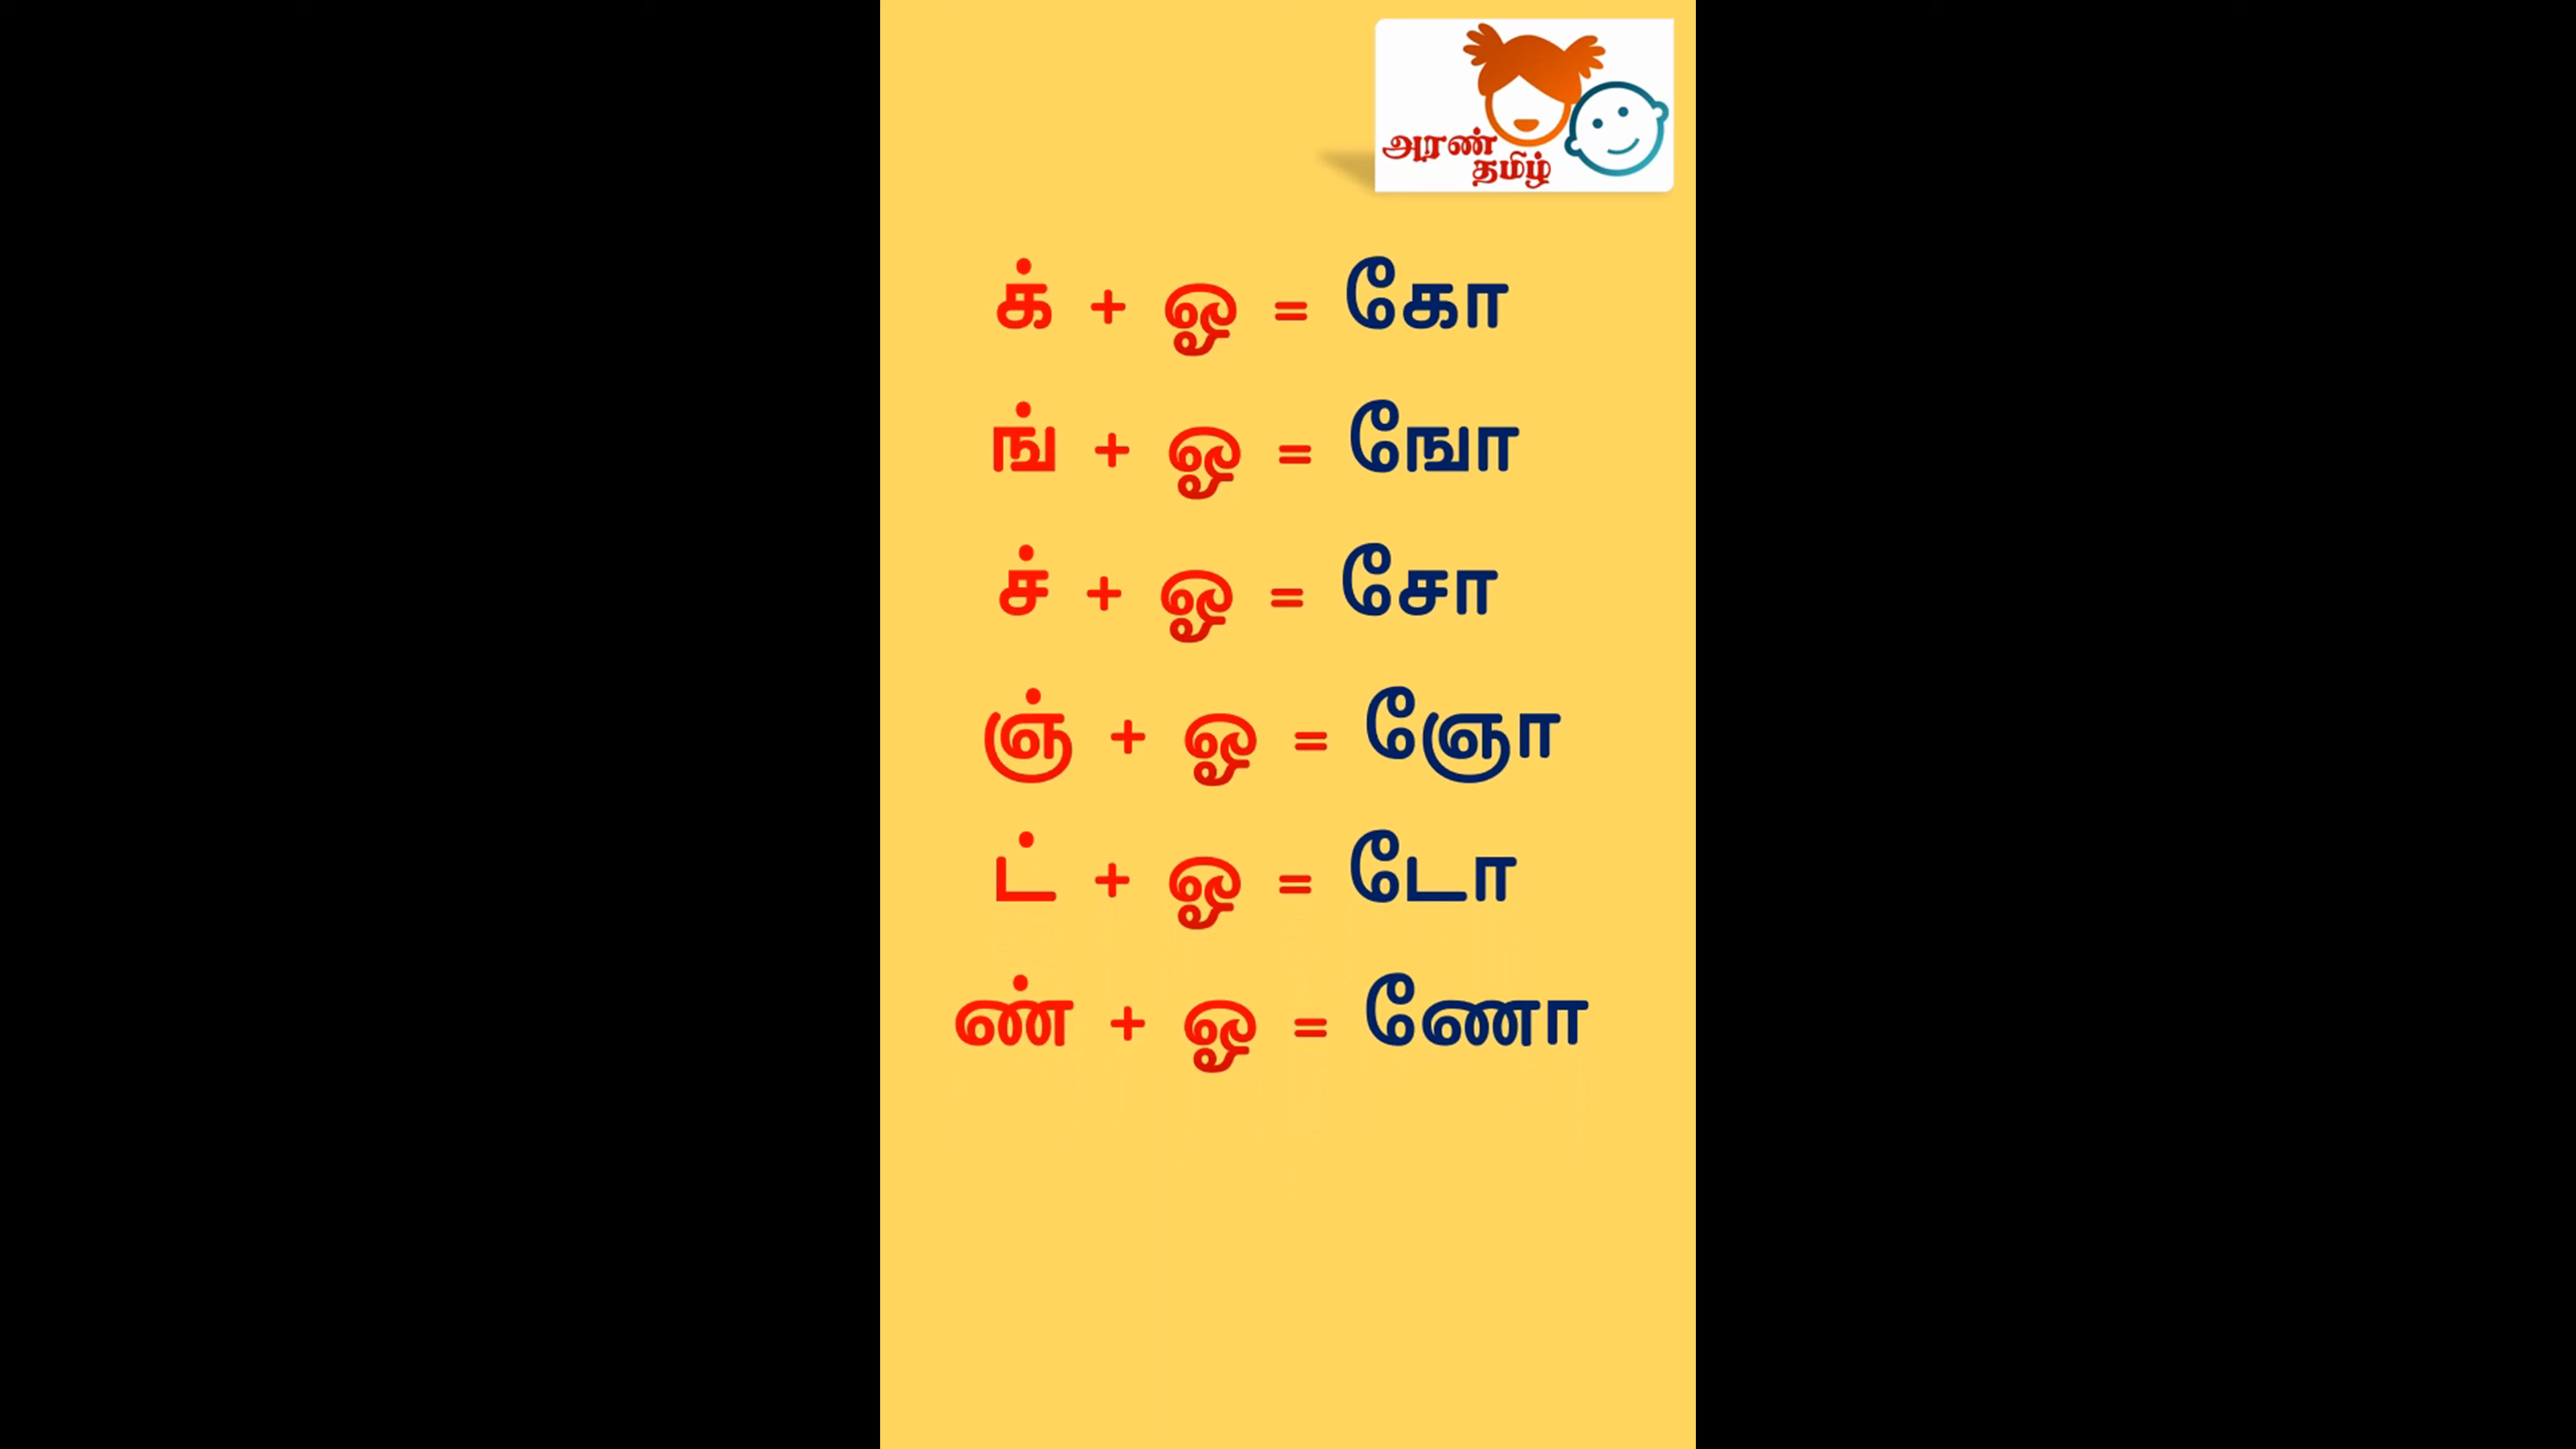 அரண்
தமிழ்
க் + ஓ = கோ
ங் + ஓ = ஙோ
ச் + ஓ = சோ
ஞ் + ஓ = ஞோ
ட் + ஓ = டோ
ண் + ஓ = ணோ